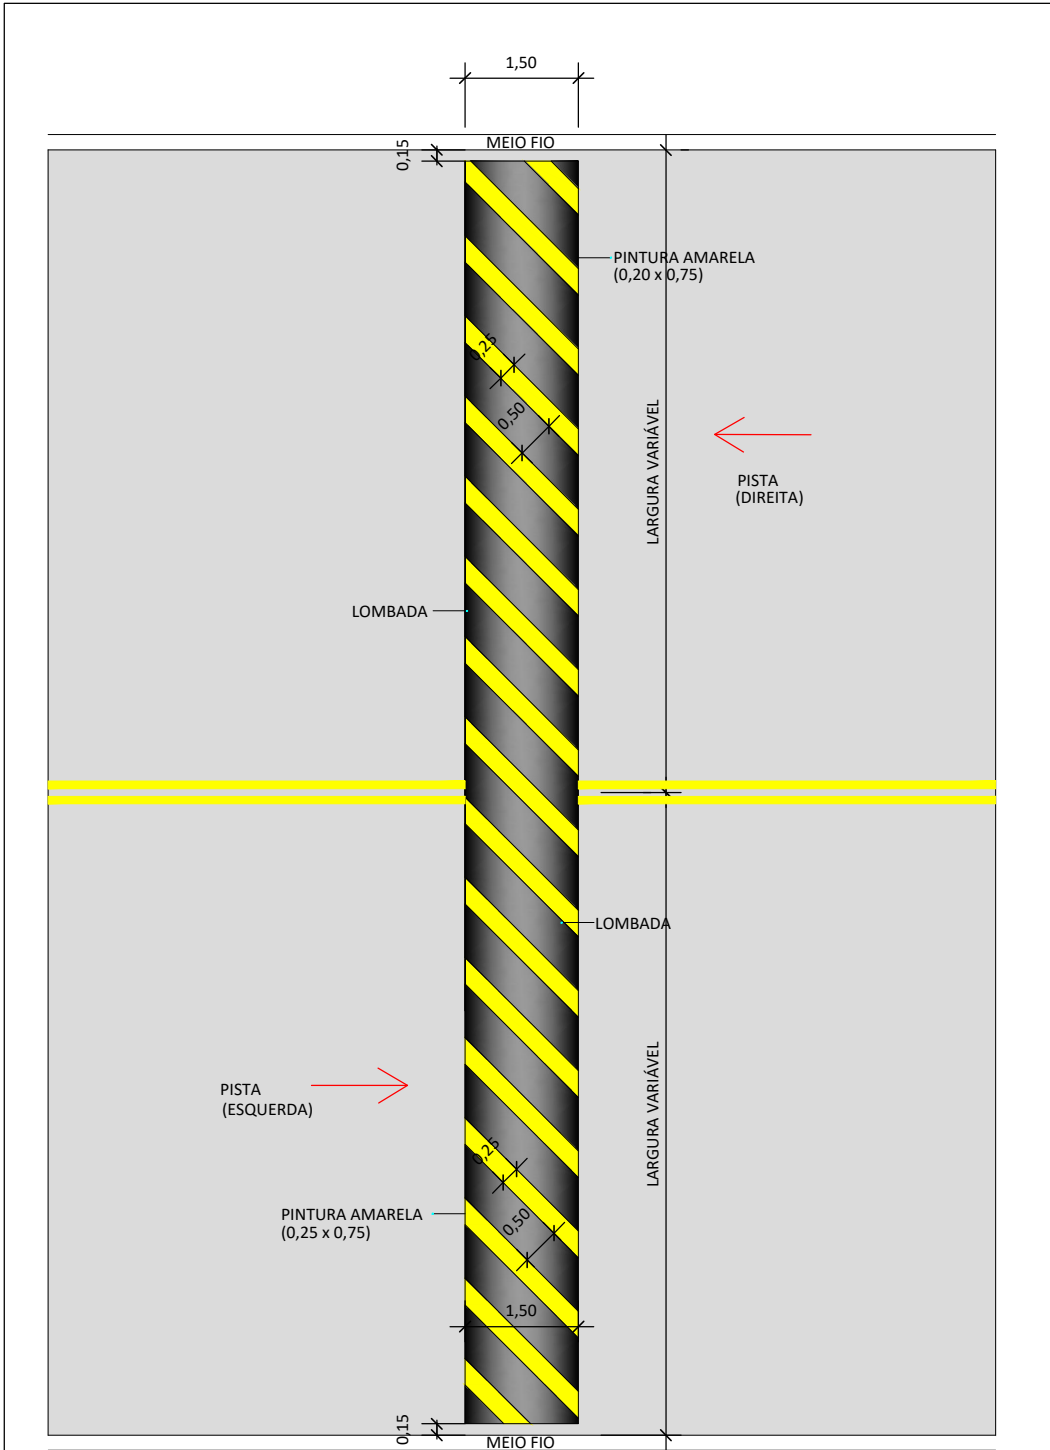 1,50
MEIO FIO
0,15
PINTURA AMARELA
(0,20 x 0,75)
0,25
0,50
LARGURA VARIÁVEL
PISTA
(DIREITA)
LOMBADA
LOMBADA
LARGURA VARIÁVEL
PISTA
(ESQUERDA)
0,25
PINTURA AMARELA
(0,25 x 0,75)
0,50
1,50
0,15
MEIO FIO